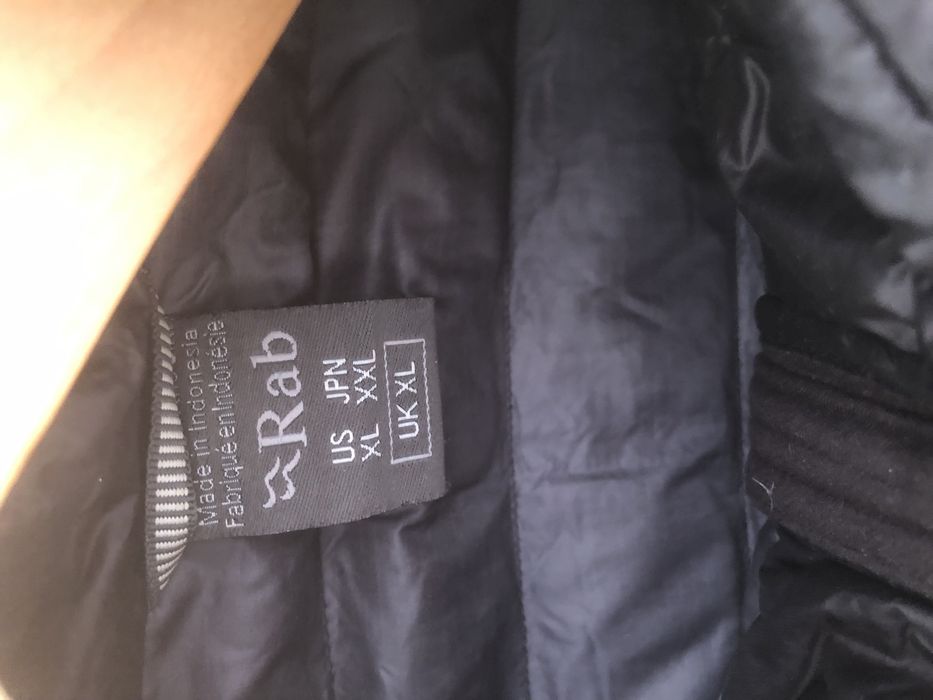 Made in Indonesia
Fabriqué en Indonésie
Rab
US JPN
XL XXL
UK XL